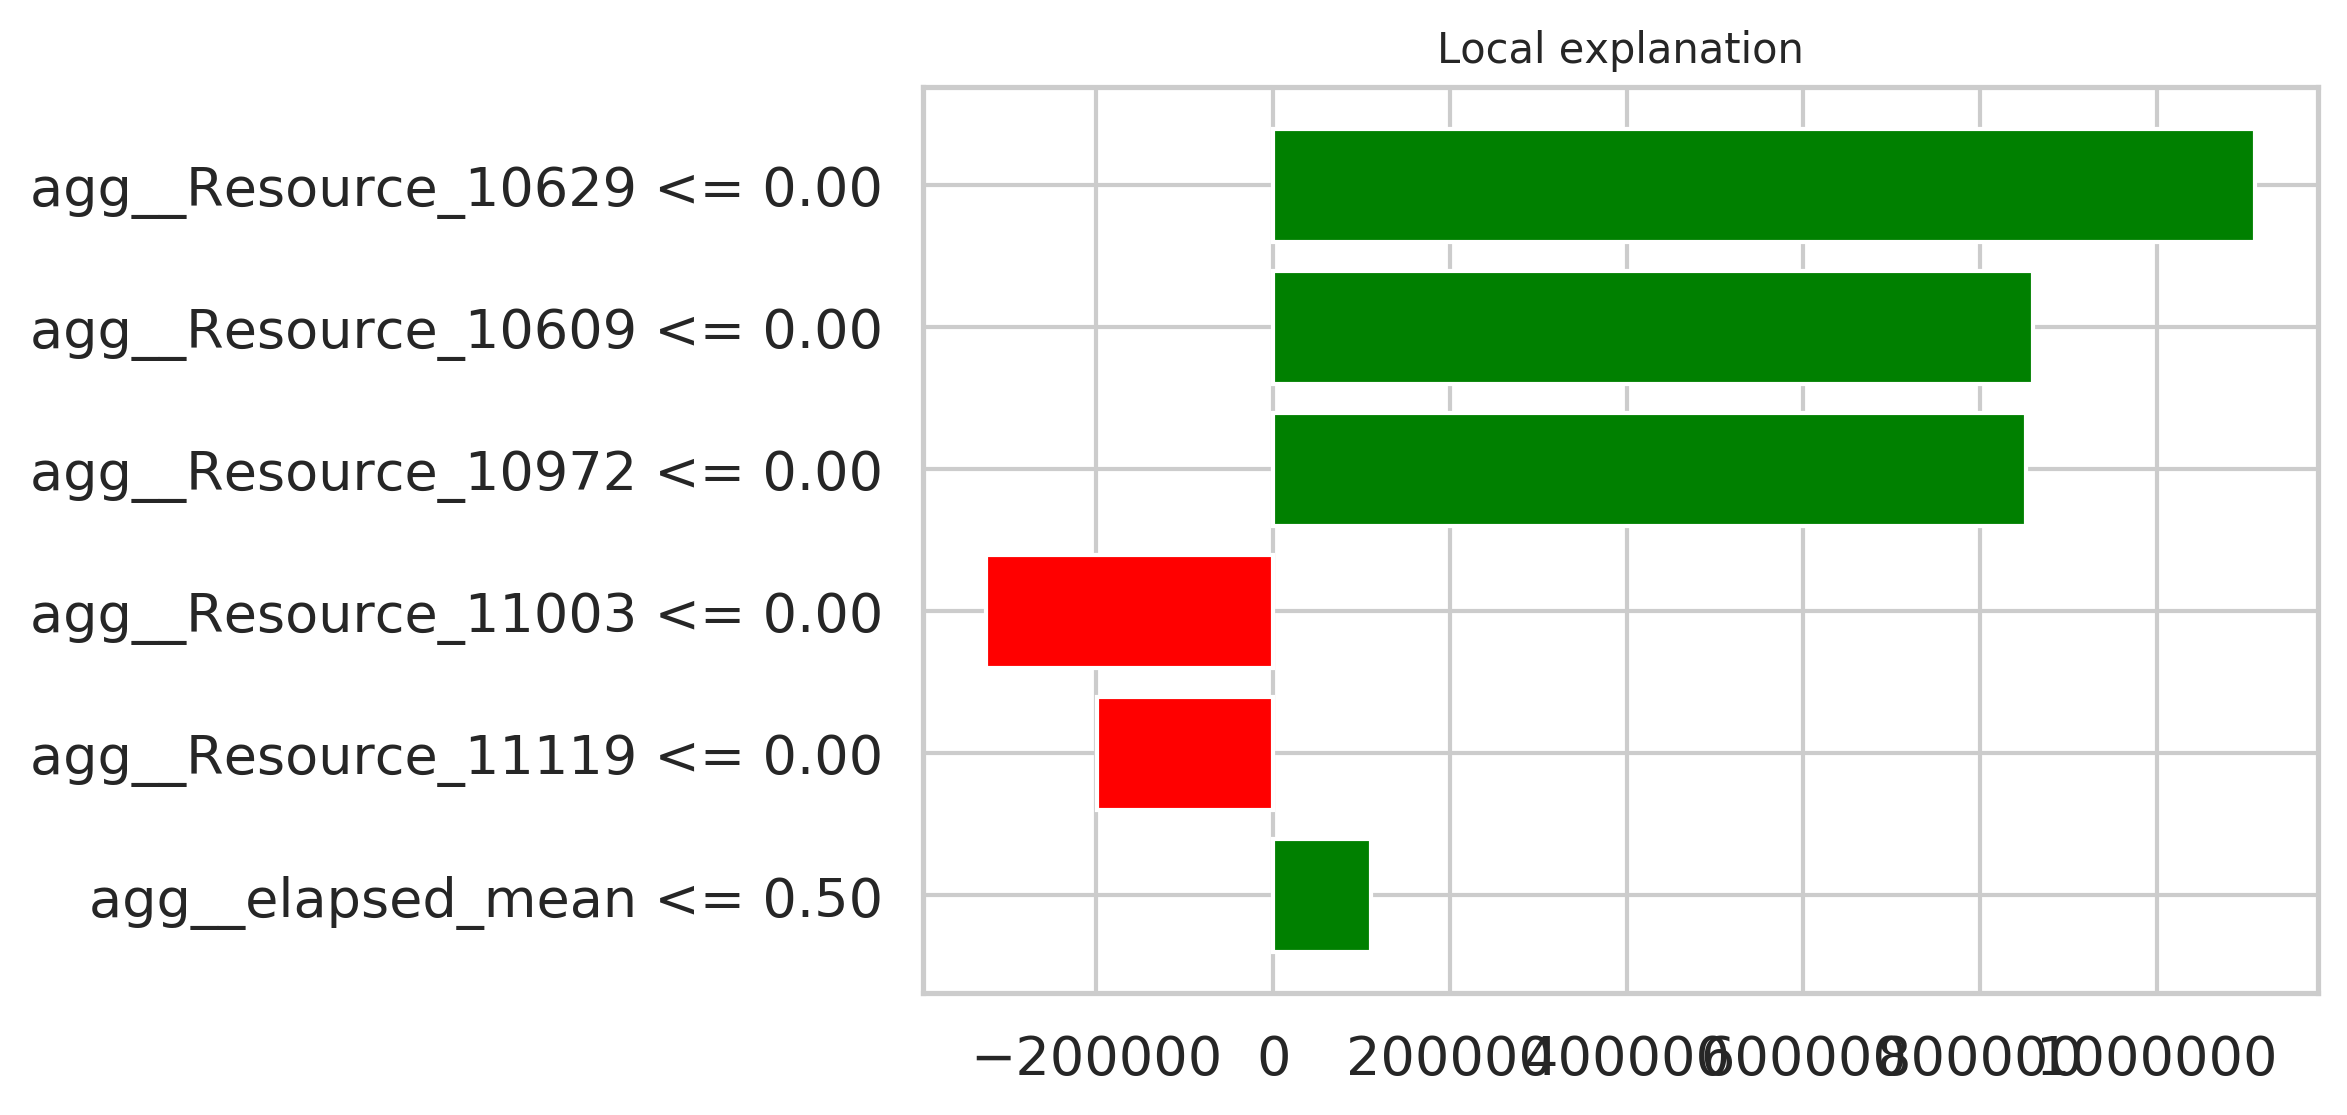 Local explanation
agg__Resource_10629 <= 0.00
agg__Resource_10609 <= 0.00
agg__Resource_10972 <= 0.00
agg__Resource_11003 <= 0.00
agg__Resource_11119 <= 0.00
agg__elapsed_mean <= 0.50
−200000 0 200000 400000 600000 800000 1000000